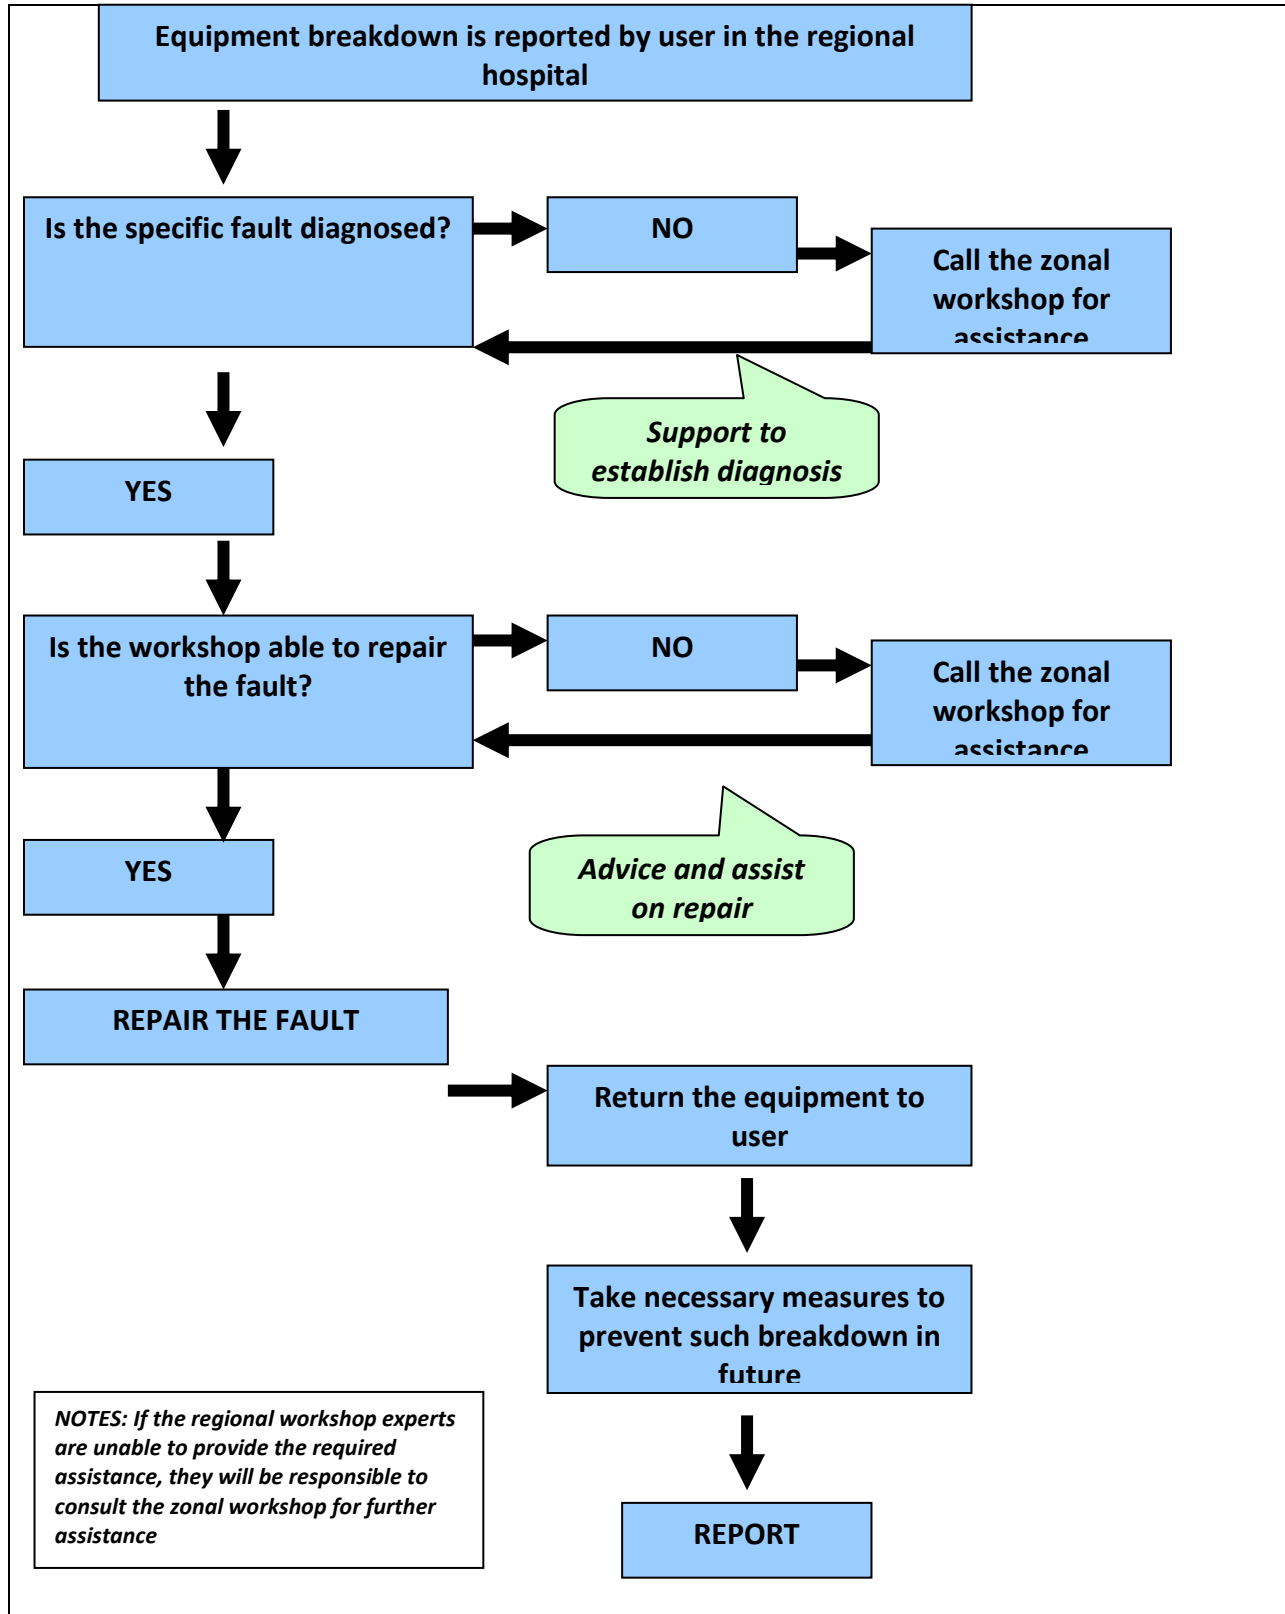 Equipment breakdown is reported by user in the regional
hospital
Is the specific fault diagnosed?
NO
Call the zonal
workshop for
assistance
Support to
establish diagnosis
YES
Is the workshop able to repair
the fault?
NO
Call the zonal
workshop for
assistance
Advice and assist
on repair
YES
REPAIR THE FAULT
Return the equipment to
user
Take necessary measures to
prevent such breakdown in
future
NOTES: If the regional workshop experts
are unable to provide the required
assistance, they will be responsible to
consult the zonal workshop for further
assistance
REPORT